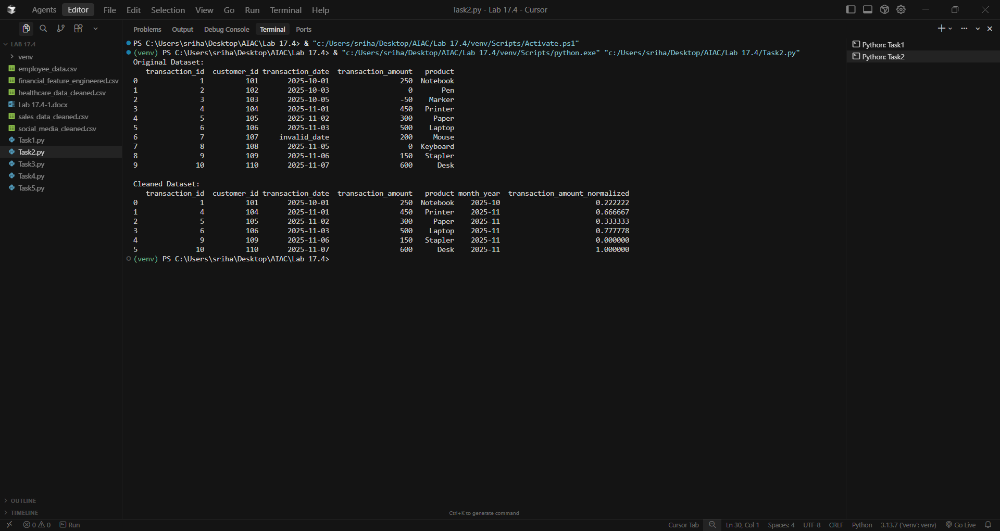 Agents Editor File Edit Selection View Go Run Terminal Help Task2.py - Lab 17.4 - Cursor
LAB 17.4
venv
employee_data.csv
financial_feature_engineered.csv
healthcare_data_cleaned.csv
Lab 17.4-1.docx
sales_data_cleaned.csv
social_media_cleaned.csv
Task1.py
Task2.py
Task3.py
Task4.py
Task5.py
OUTLINE
TIMELINE
Problems Output Debug Console Terminal Ports
PS C:\Users\sriha\Desktop\AIAC\Lab 17.4> & "c:/Users/sriha/Desktop/AIAC/Lab 17.4/venv/Scripts/Activate.ps1"
(venv) PS C:\Users\sriha\Desktop\AIAC\Lab 17.4> & "c:/Users/sriha/Desktop/AIAC/Lab 17.4/venv/Scripts/python.exe" "c:/Users/sriha/Desktop/AIAC/Lab 17.4/Task2.py"
Original Dataset:
transaction_id customer_id transaction_date transaction_amount product
0 1 101 2025-10-01 250 Notebook
1 2 102 2025-10-03 0 Pen
2 3 103 2025-10-05 -50 Marker
3 4 104 2025-11-01 450 Printer
4 5 105 2025-11-02 300 Paper
5 6 106 2025-11-03 500 Laptop
6 7 107 invalid_date 200 Mouse
7 8 108 2025-11-05 0 Keyboard
8 9 109 2025-11-06 150 Stapler
9 10 110 2025-11-07 600 Desk
Cleaned Dataset:
transaction_id customer_id transaction_date transaction_amount product month_year transaction_amount_normalized
0 1 101 2025-10-01 250 Notebook 2025-10 0.222222
1 4 104 2025-11-01 450 Printer 2025-11 0.666667
2 5 105 2025-11-02 300 Paper 2025-11 0.333333
3 6 106 2025-11-03 500 Laptop 2025-11 0.777778
4 9 109 2025-11-06 150 Stapler 2025-11 0.000000
5 10 110 2025-11-07 600 Desk 2025-11 1.000000
(venv) PS C:\Users\sriha\Desktop\AIAC\Lab 17.4>
Ctrl+K to generate command
Python: Task1
Python: Task2
0 0 Run Cursor Tab Ln 30, Col 1 Spaces: 4 UTF-8 CRLF Python 3.13.7 ('venv': venv) Go Live